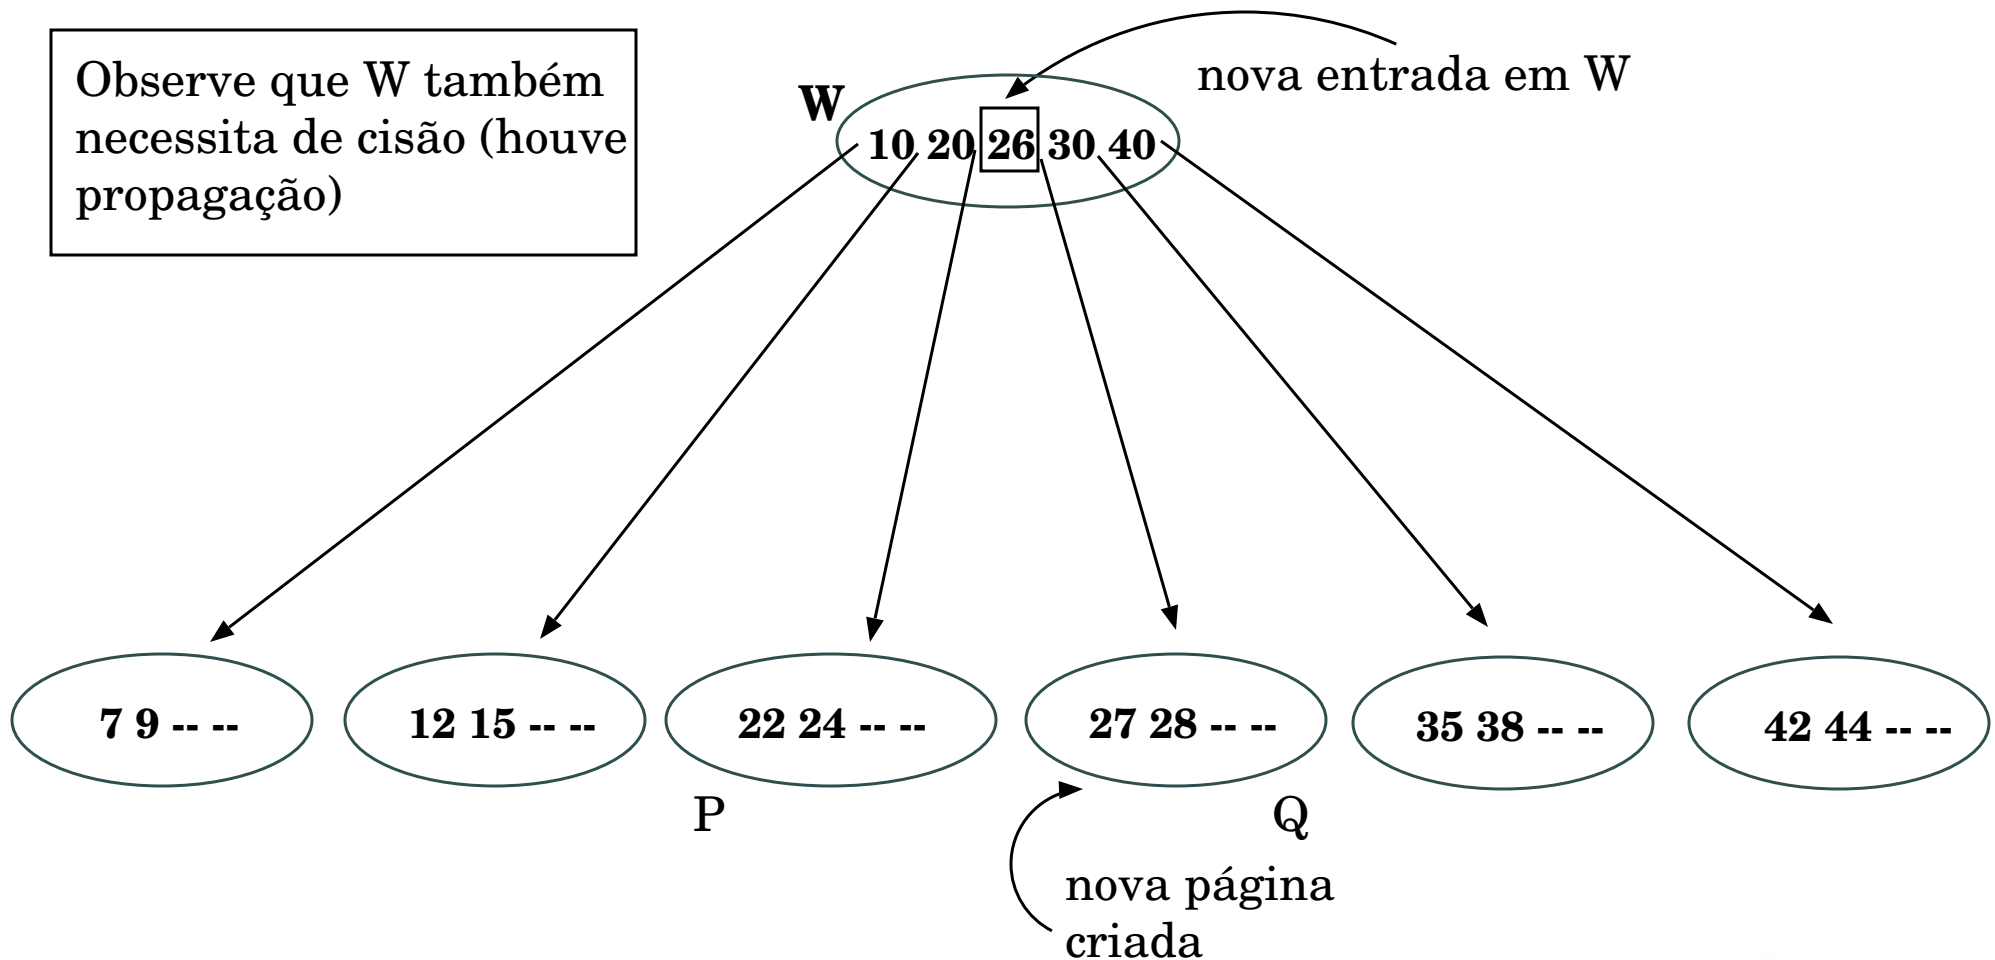 Observe que W também
necessita de cisão (houve
propagação)
nova entrada em W
W
10 20 26 30 40
7 9 -- --
12 15 -- --
22 24 -- --
27 28 -- --
35 38 -- --
42 44 -- --
P
Q
nova página
criada